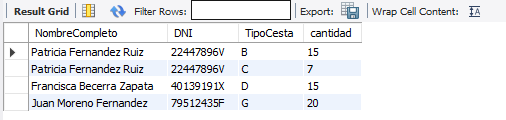 Result Grid Filter Rows: Export: Wrap Cell Content: IA
NombreCompleto DNI TipoCesta cantidad
Patricia Fernandez Ruiz 22447896V B 15
Patricia Fernandez Ruiz 22447896V C 7
Francisca Becerra Zapata 40139191X D 15
Juan Moreno Fernandez 79512435F G 20